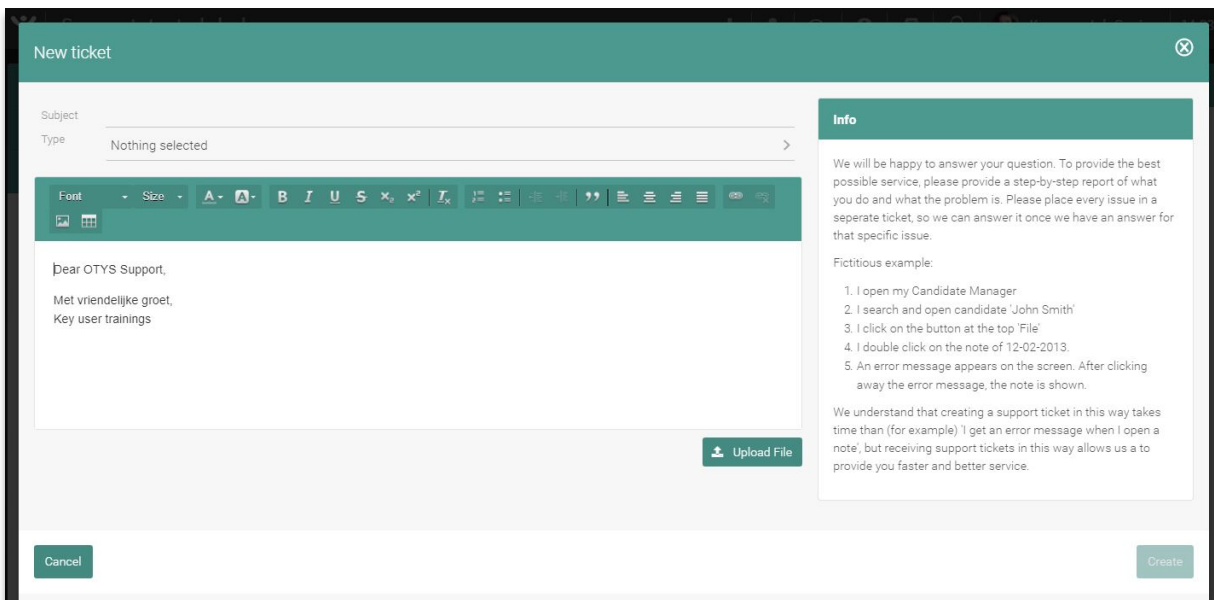 New ticket
Subject
Type
Nothing selected
Font
Size
Dear OTYS Support,
Met vriendelijke groet,
Key user trainings
Upload File
Info
We will be happy to answer your question. To provide the best
possible service, please provide a step-by-step report of what
you do and what the problem is. Please place every issue in a
seperate ticket, so we can answer it once we have an answer for
that specific issue.
Fictitious example:
1. I open my Candidate Manager
2. I search and open candidate 'John Smith'
3. I click on the button at the top 'File'
4. I double click on the note of 12-02-2013.
5. An error message appears on the screen. After clicking
away the error message, the note is shown.
We understand that creating a support ticket in this way takes
time than (for example) 'I get an error message when I open a
note', but receiving support tickets in this way allows us a to
provide you faster and better service.
Cancel
Create